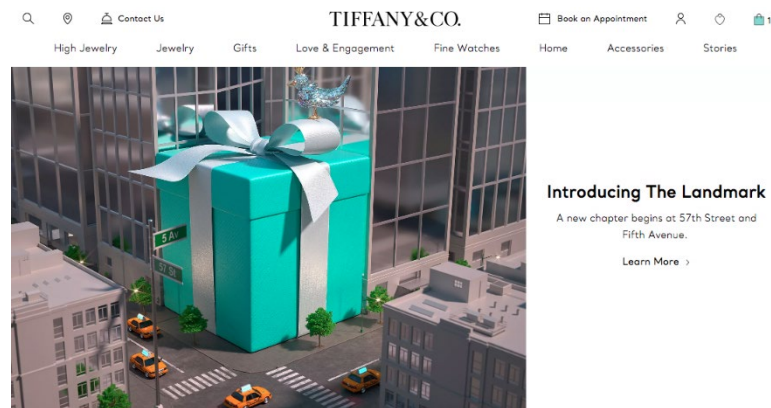 Contact Us
TIFFANY&CO.
Book an Appointment
1
High Jewelry
Jewelry
Gifts
Love & Engagement
Fine Watches
Home
Accessories
Stories
5 Av
57 St
Introducing The Landmark
A new chapter begins at 57th Street and
Fifth Avenue.
Learn More >